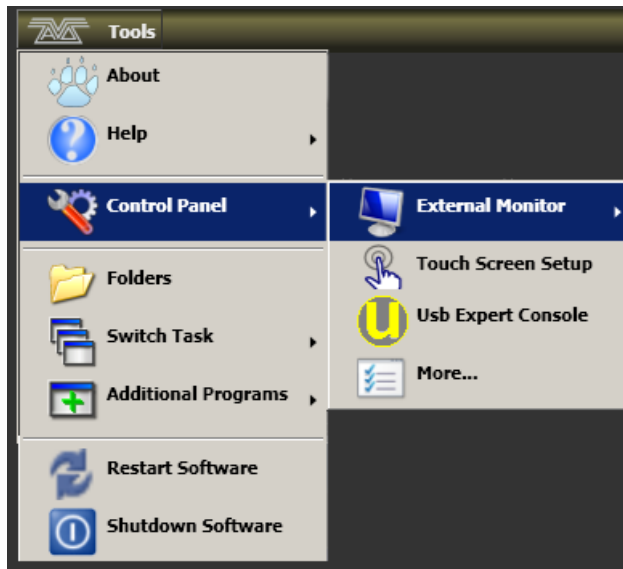 Tools
About
Help
Control Panel
External Monitor
Touch Screen Setup
Usb Expert Console
More...
Folders
Switch Task
Additional Programs
Restart Software
Shutdown Software